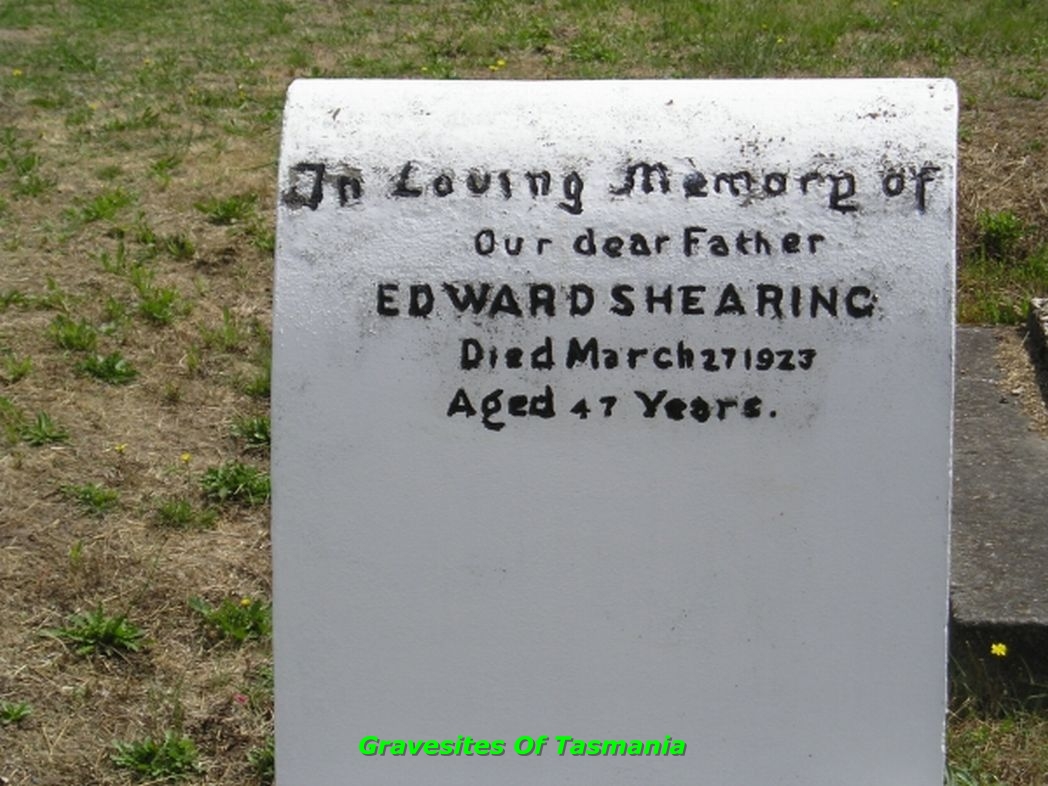 In Loving Memory of
Our dear Father
EDWARD SHEARING
Died March 27 1923
Aged 47 Years.
Gravesites Of Tasmania